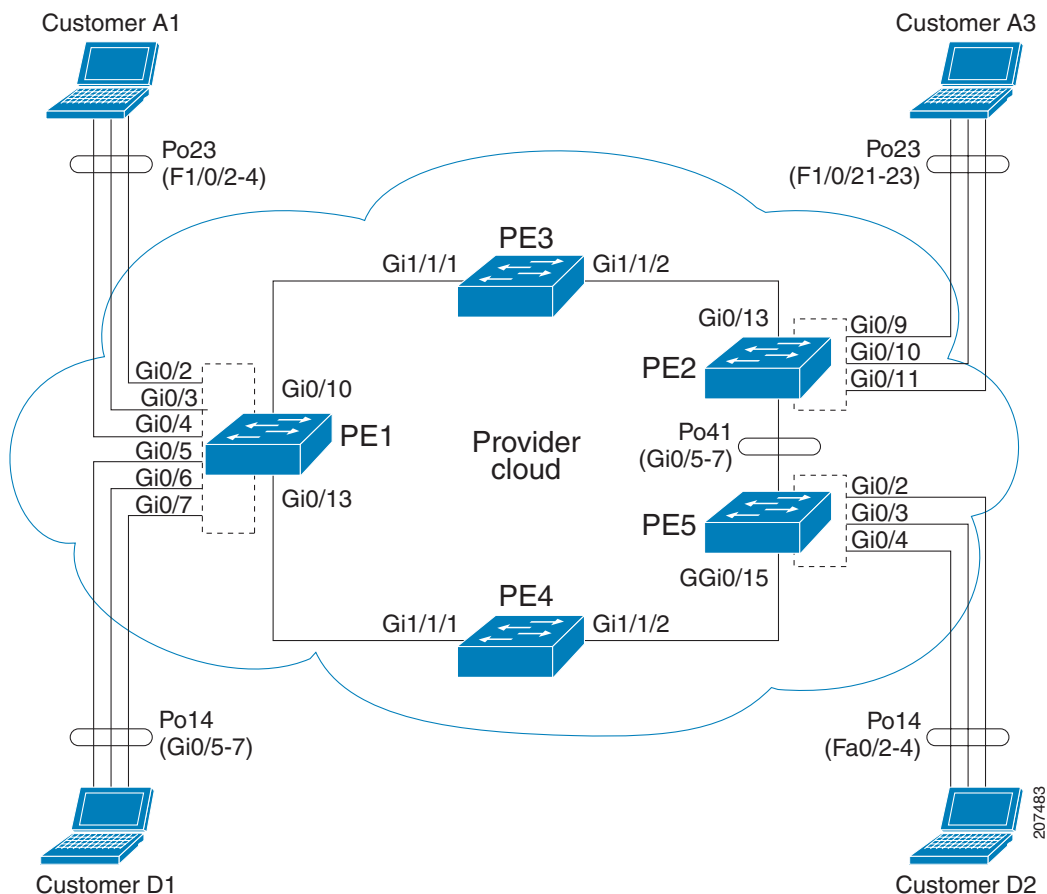 Customer A1
Customer A3
Po23
(F1/0/2-4)
Po23
(F1/0/21-23)
PE3
Gi1/1/1
Gi1/1/2
Gi0/13
Gi0/9
Gi0/10
Gi0/11
PE2
Gi0/2
Gi0/3
Gi0/4
Gi0/5
Gi0/6
Gi0/7
Gi0/10
PE1
Gi0/13
Provider
cloud
Po41
(Gi0/5-7)
Gi0/2
Gi0/3
Gi0/4
PE5
GGi0/15
PE4
Gi1/1/1
Gi1/1/2
Po14
(Gi0/5-7)
Po14
(Fa0/2-4)
Customer D1
Customer D2
207483